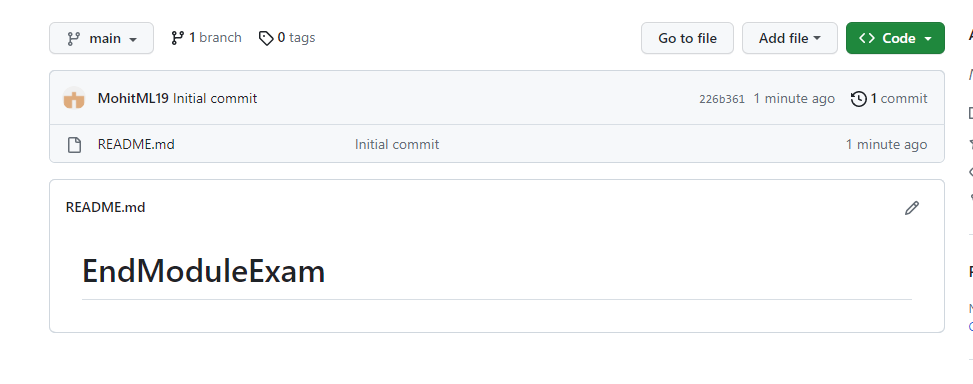 main 1 branch 0 tags Go to file Add file Code
MohitML19 Initial commit 226b361 1 minute ago 1 commit
README.md Initial commit 1 minute ago
README.md
EndModuleExam